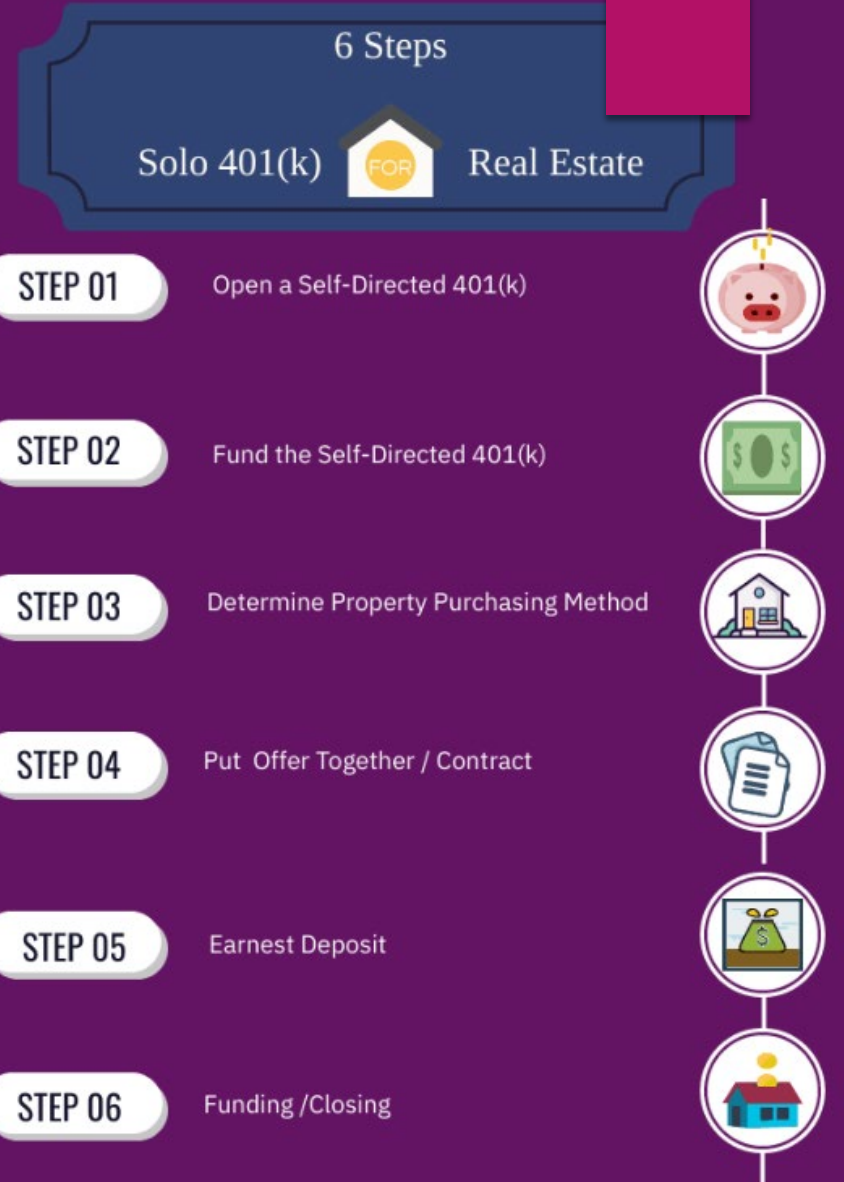 6 Steps
Solo 401(k) FOR Real Estate
STEP 01 Open a Self-Directed 401(k)
STEP 02 Fund the Self-Directed 401(k)
$ $
STEP 03 Determine Property Purchasing Method
STEP 04 Put  Offer Together / Contract
STEP 05 Earnest Deposit
$
STEP 06 Funding /Closing